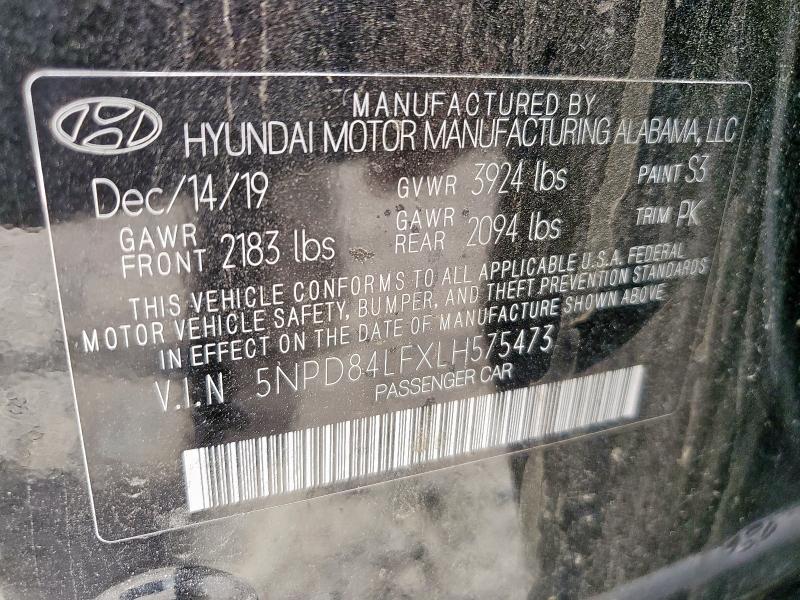 MANUFACTURED BY
HYUNDAI MOTOR MANUFACTURING ALABAMA, LLC
Dec/14/19 GVWR 3924 lbs PAINT S3
GAWR FRONT 2183 lbs GAWR REAR 2094 lbs TRIM PK
THIS VEHICLE CONFORMS TO ALL APPLICABLE U.S.A. FEDERAL
MOTOR VEHICLE SAFETY, BUMPER, AND THEFT PREVENTION STANDARDS
IN EFFECT ON THE DATE OF MANUFACTURE SHOWN ABOVE
V.I.N 5NPD84LFXLH575473
PASSENGER CAR